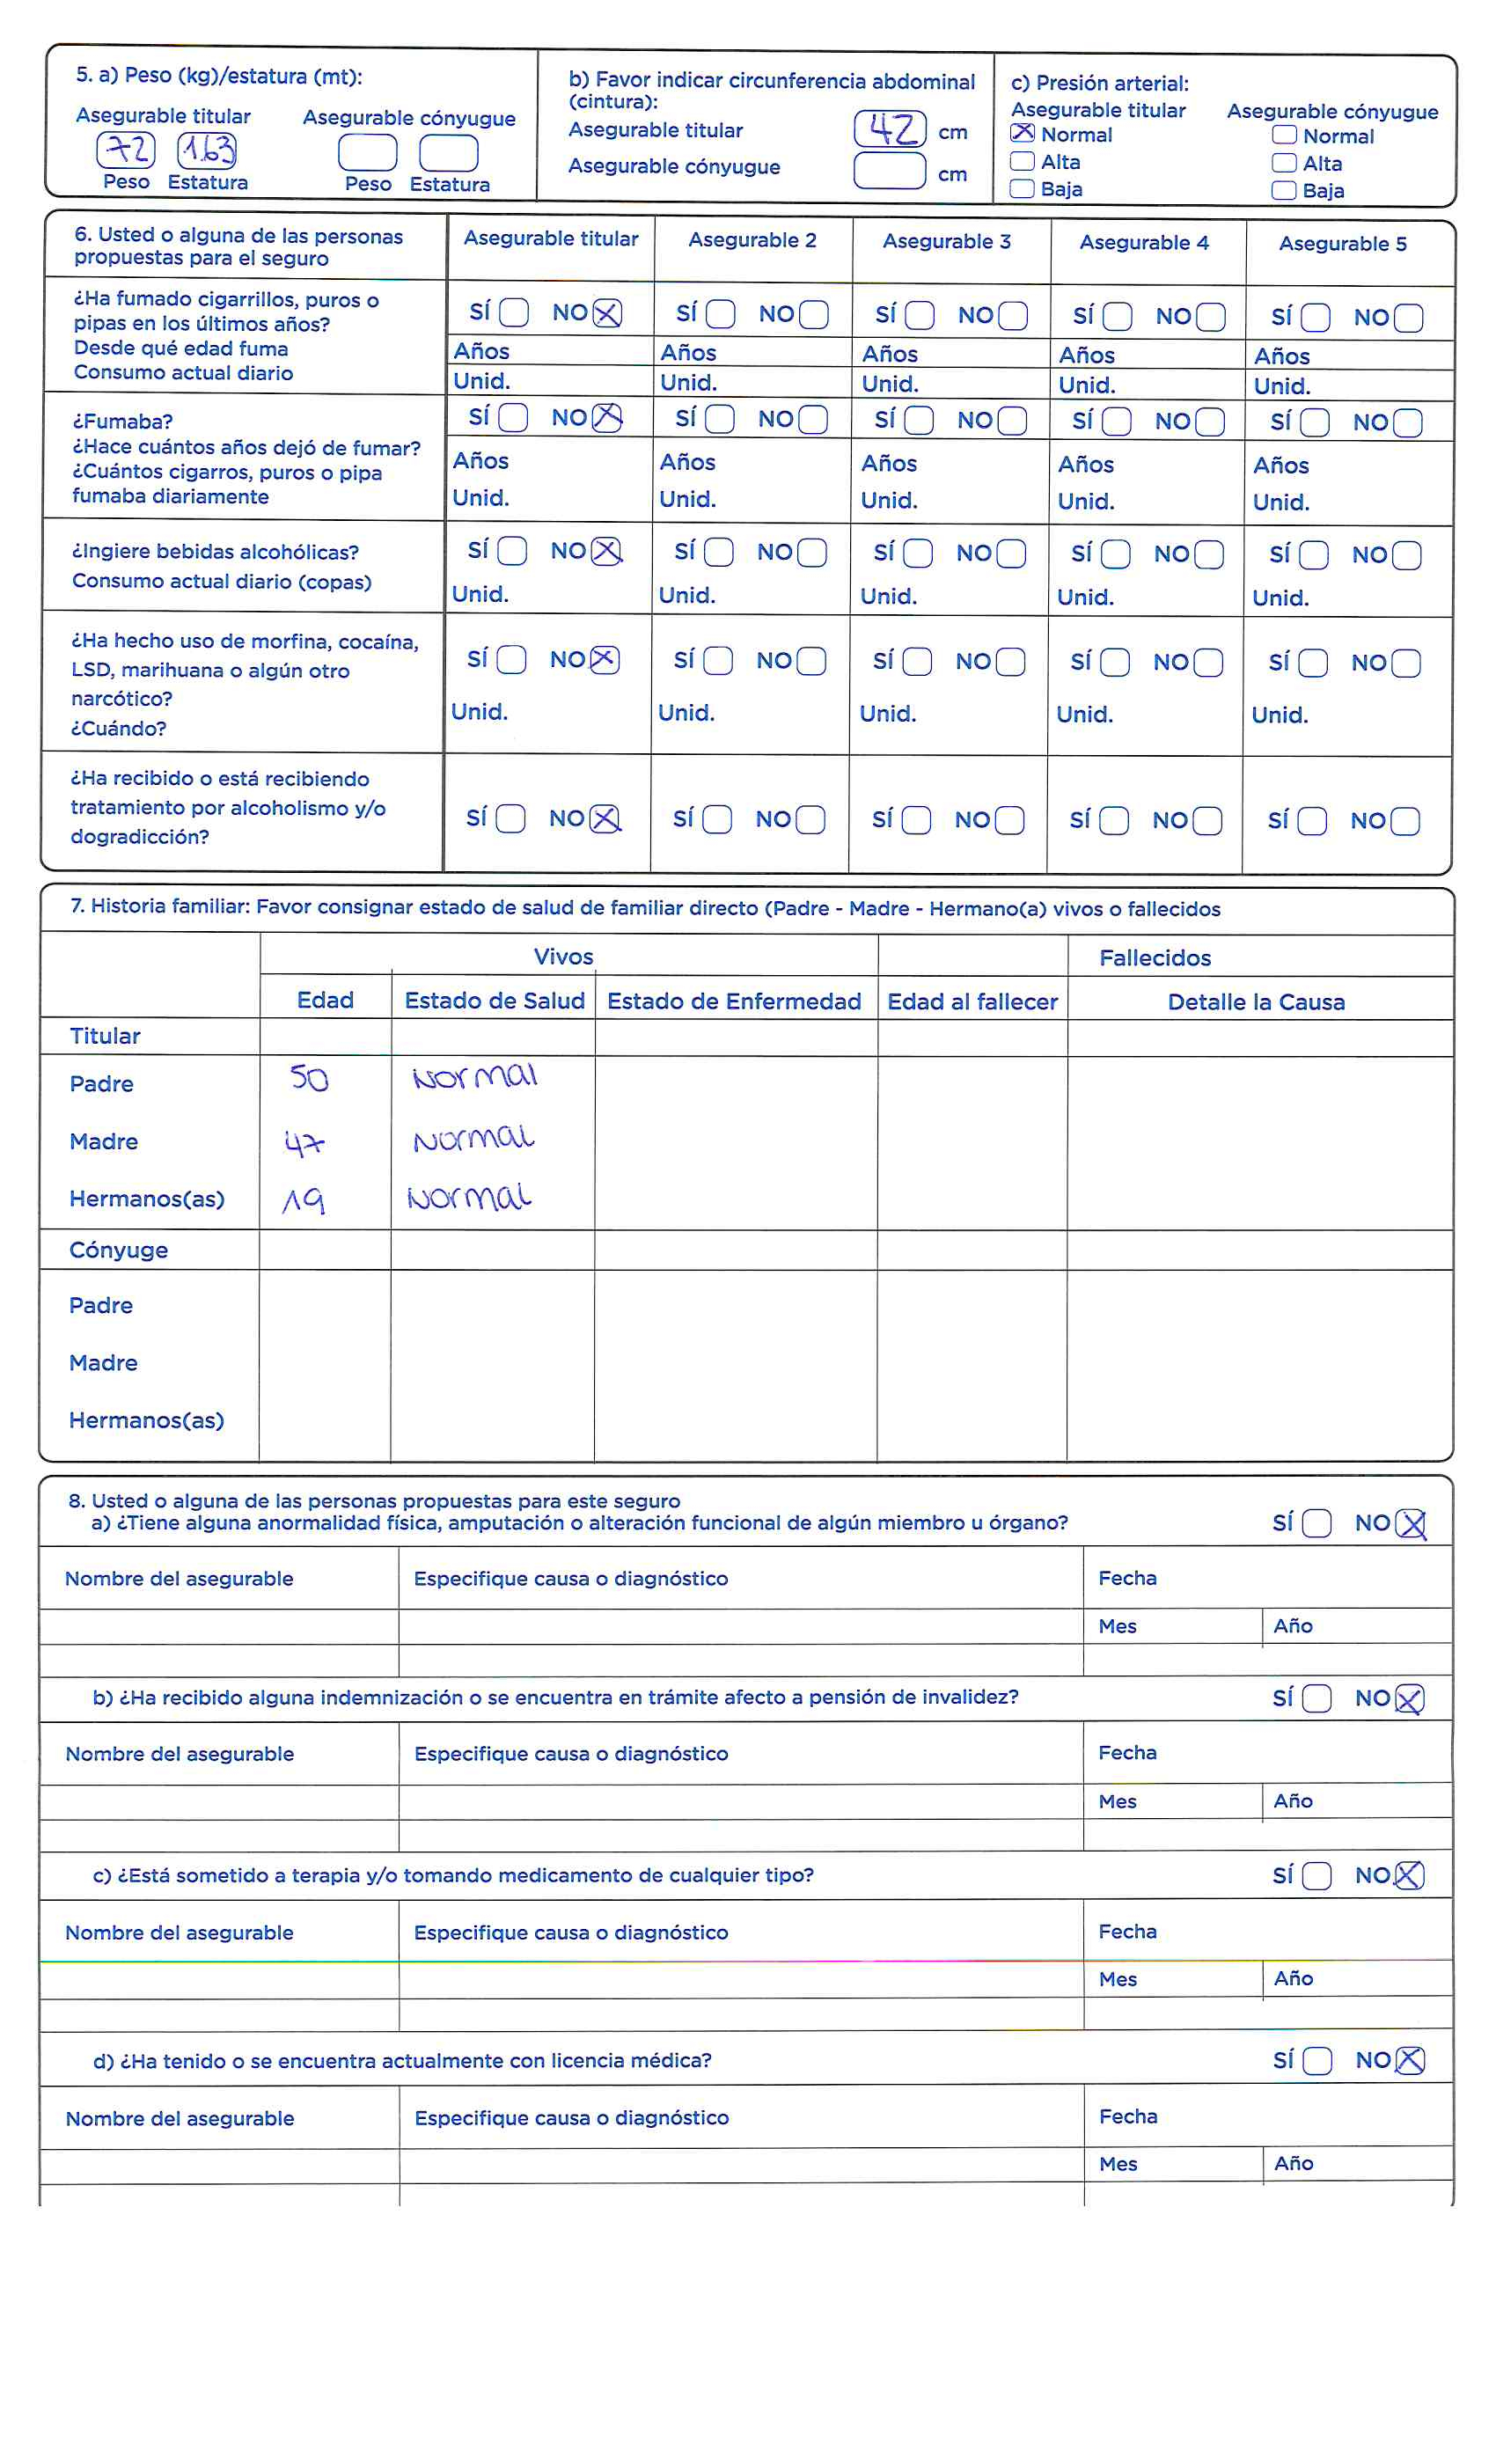 5. a) Peso (kg)/estatura (mt):
Asegurable titular Asegurable cónyugue
72 1.63
Peso Estatura Peso Estatura
b) Favor indicar circunferencia abdominal
(cintura):
Asegurable titular 42 cm
Asegurable cónyugue cm
c) Presión arterial:
Asegurable titular Asegurable cónyugue
Normal Normal
Alta Alta
Baja Baja
6. Usted o alguna de las personas
propuestas para el seguro
Asegurable titular Asegurable 2 Asegurable 3 Asegurable 4 Asegurable 5
¿Ha fumado cigarrillos, puros o
pipas en los últimos años?
Desde qué edad fuma
Consumo actual diario
SÍ NO SÍ NO SÍ NO SÍ NO SÍ NO
Años Años Años Años Años
Unid. Unid. Unid. Unid. Unid.
¿Fumaba?
¿Hace cuántos años dejó de fumar?
¿Cuántos cigarros, puros o pipa
fumaba diariamente
SÍ NO SÍ NO SÍ NO SÍ NO SÍ NO
Años Años Años Años Años
Unid. Unid. Unid. Unid. Unid.
¿Ingiere bebidas alcohólicas?
Consumo actual diario (copas)
SÍ NO SÍ NO SÍ NO SÍ NO SÍ NO
Unid. Unid. Unid. Unid. Unid.
¿Ha hecho uso de morfina, cocaína,
LSD, marihuana o algún otro
narcótico?
¿Cuándo?
SÍ NO SÍ NO SÍ NO SÍ NO SÍ NO
Unid. Unid. Unid. Unid. Unid.
¿Ha recibido o está recibiendo
tratamiento por alcoholismo y/o
dogradicción?
SÍ NO SÍ NO SÍ NO SÍ NO SÍ NO
7. Historia familiar: Favor consignar estado de salud de familiar directo (Padre - Madre - Hermano(a) vivos o fallecidos
Vivos Fallecidos
Edad Estado de Salud Estado de Enfermedad Edad al fallecer Detalle la Causa
Titular
Padre 50 Normal
Madre 47 Normal
Hermanos(as) 19 Normal
Cónyuge
Padre
Madre
Hermanos(as)
8. Usted o alguna de las personas propuestas para este seguro
a) ¿Tiene alguna anormalidad física, amputación o alteración funcional de algún miembro u órgano? SÍ NO
Nombre del asegurable Especifique causa o diagnóstico Fecha
Mes Año
b) ¿Ha recibido alguna indemnización o se encuentra en trámite afecto a pensión de invalidez? SÍ NO
Nombre del asegurable Especifique causa o diagnóstico Fecha
Mes Año
c) ¿Está sometido a terapia y/o tomando medicamento de cualquier tipo? SÍ NO
Nombre del asegurable Especifique causa o diagnóstico Fecha
Mes Año
d) ¿Ha tenido o se encuentra actualmente con licencia médica? SÍ NO
Nombre del asegurable Especifique causa o diagnóstico Fecha
Mes Año